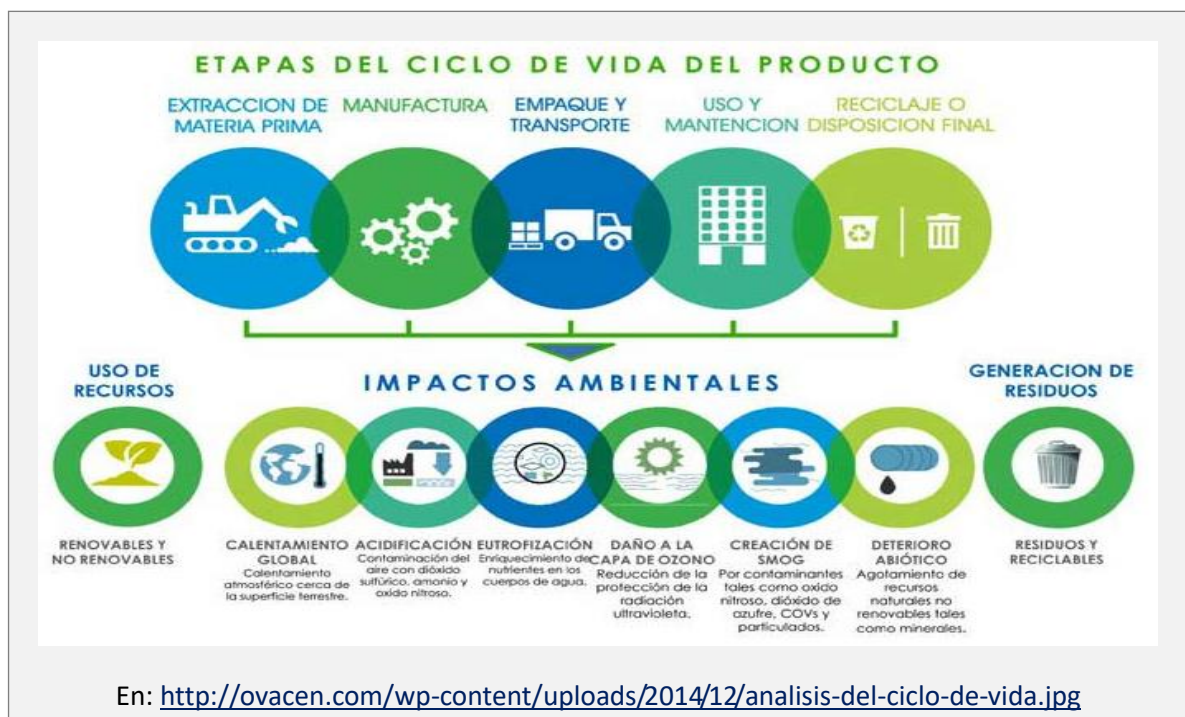 ETAPAS DEL CICLO DE VIDA DEL PRODUCTO
EXTRACCION DE
MATERIA PRIMA
MANUFACTURA
EMPAQUE Y
TRANSPORTE
USO Y
MANTENCION
RECICLAJE O
DISPOSICION FINAL
USO DE
RECURSOS
IMPACTOS AMBIENTALES
GENERACION DE
RESIDUOS
RENOVABLES Y
NO RENOVABLES
CALENTAMIENTO
GLOBAL
Calentamiento
atmosférico cerca de
la superficie terrestre.
ACIDIFICACIÓN
Contaminación del
aire con dióxido
sulfúrico, amonio y
oxido nitroso.
EUTROFIZACIÓN
Enriquecimiento de
nutrientes en los
cuerpos de agua.
DAÑO A LA
CAPA DE OZONO
Reducción de la
protección de la
radiación
ultravioleta.
CREACIÓN DE
SMOG
Por contaminantes
tales como oxido
nitroso, dióxido de
azufre, COVs y
particulados.
DETERIORO
ABIÓTICO
Agotamiento de
recursos
naturales no
renovables tales
como minerales.
RESIDUOS Y
RECICLABLES
En: http://ovacen.com/wp-content/uploads/2014/12/analisis-del-ciclo-de-vida.jpg